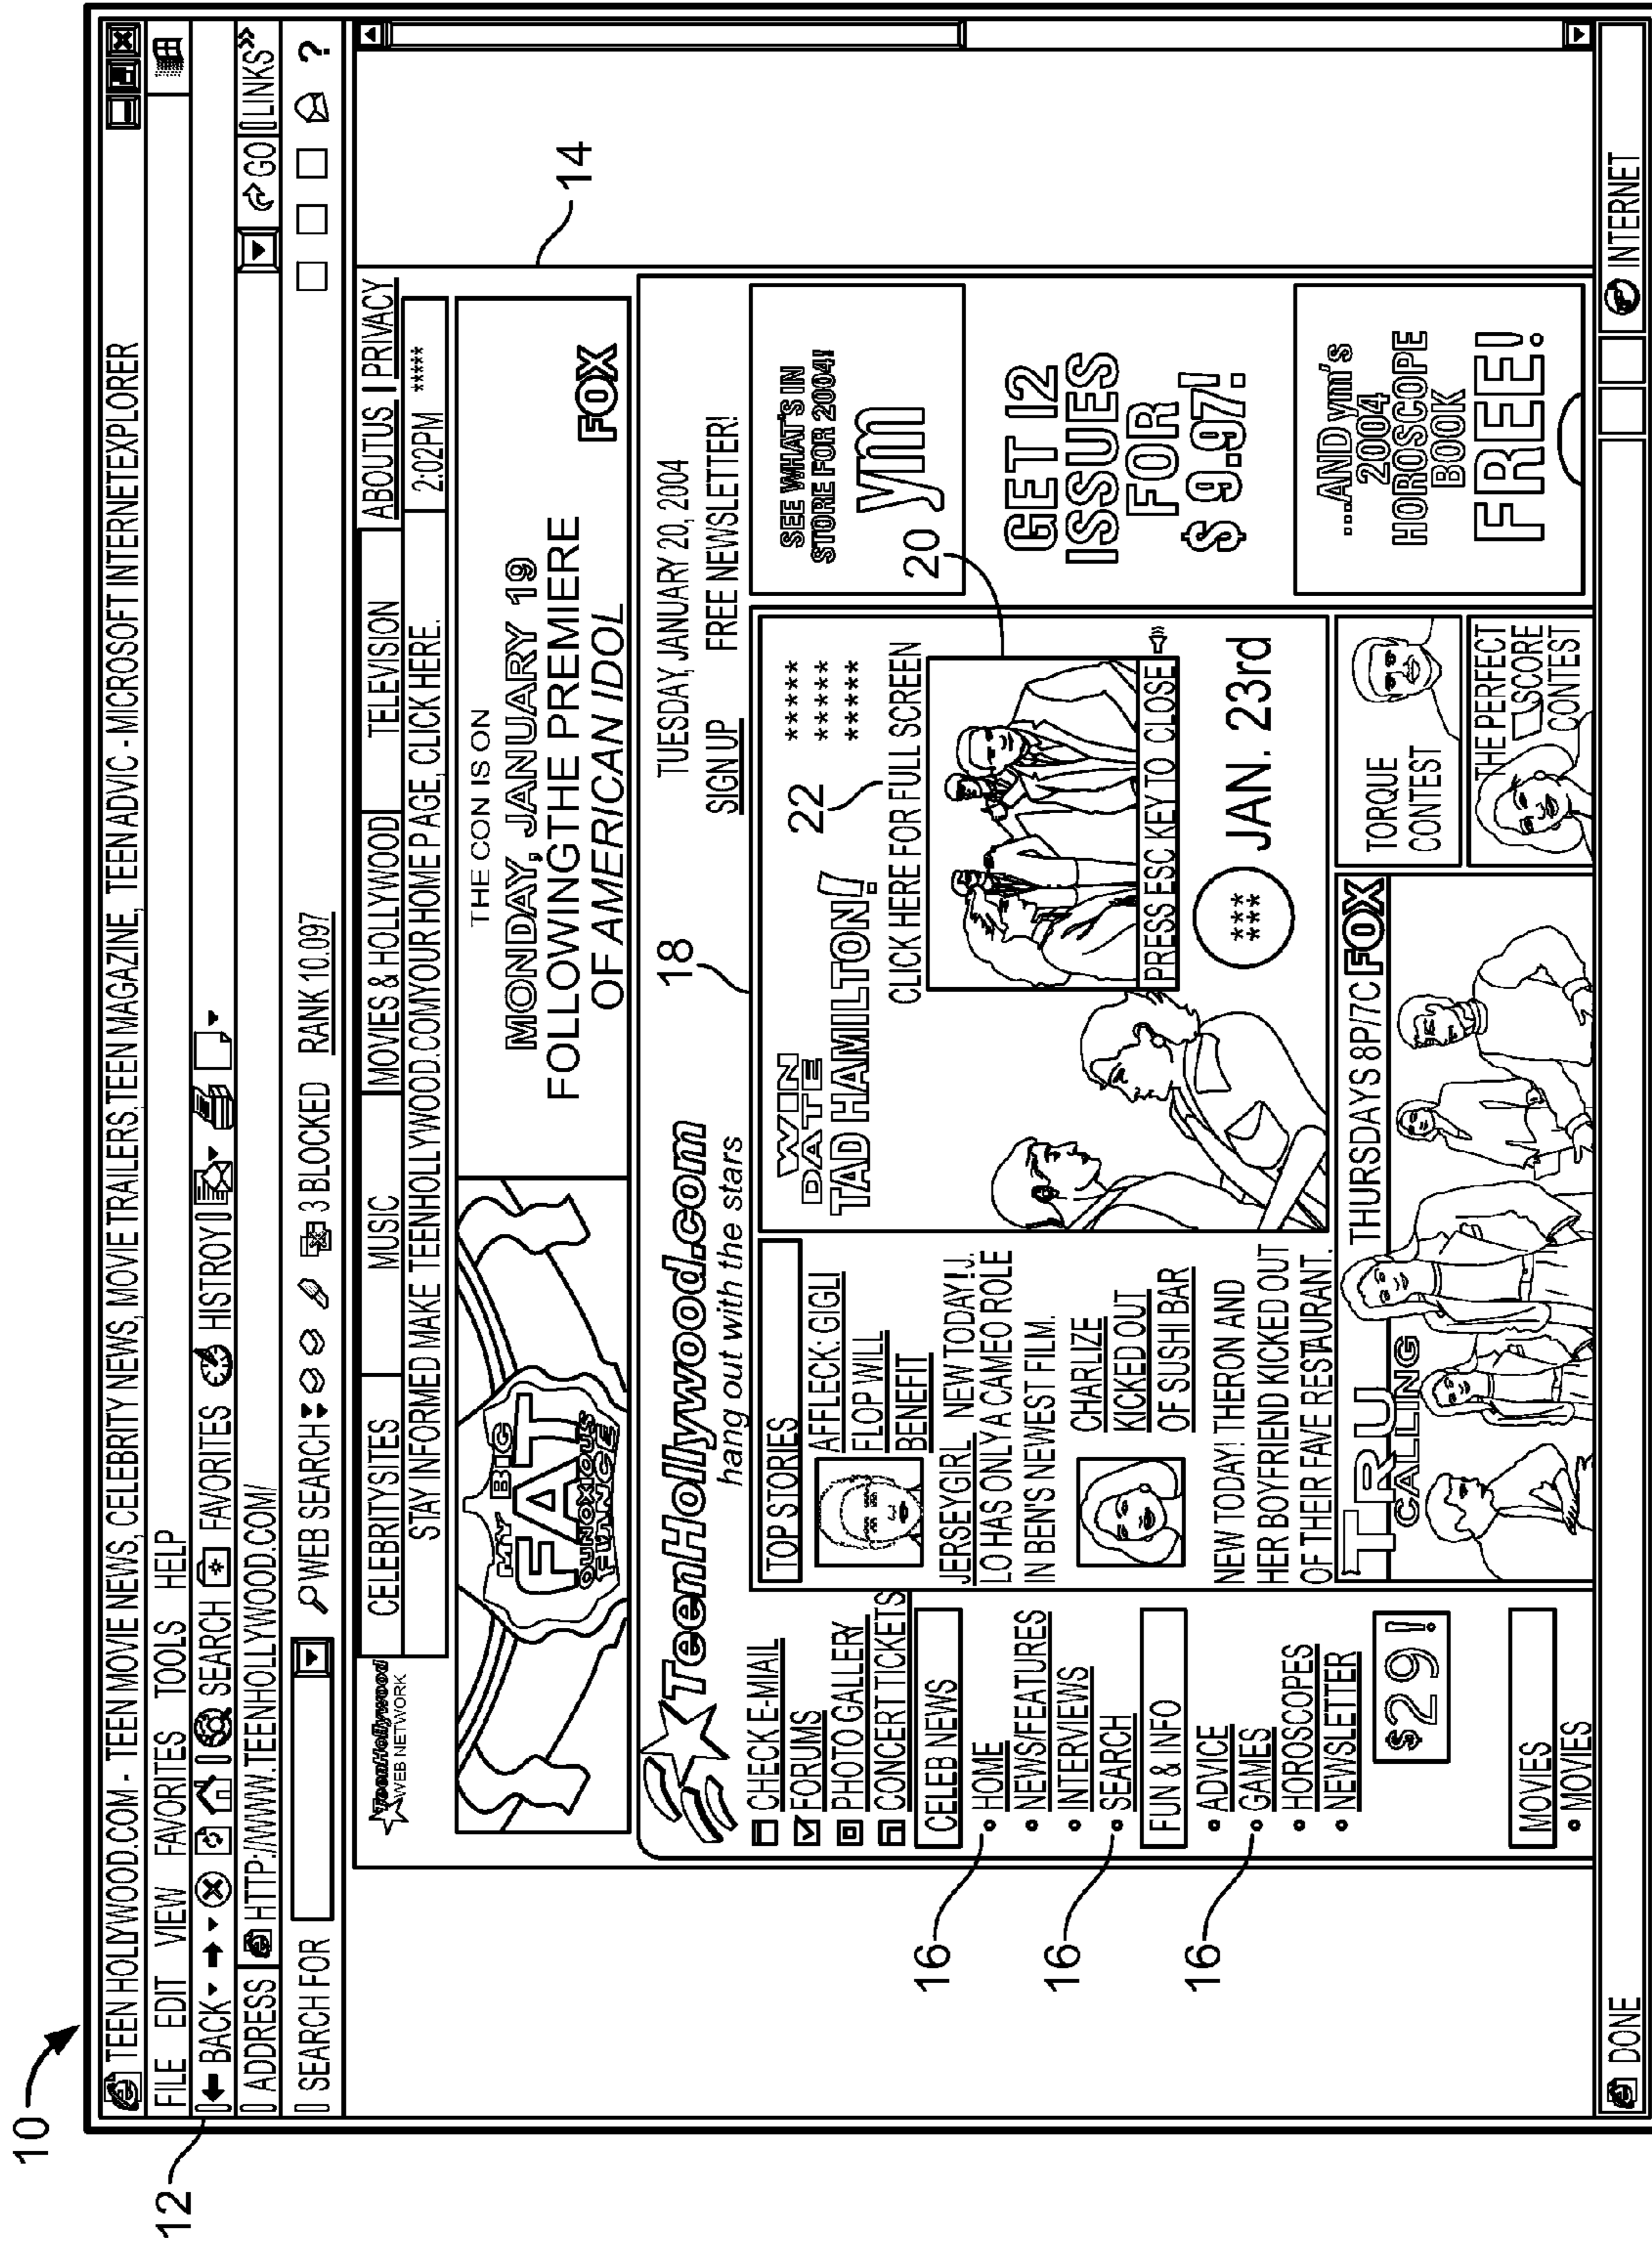 10
12
TEEN HOLLYWOOD.COM - TEEN MOVIE NEWS, CELEBRITY NEWS, MOVIE TRAILERS.TEEN MAGAZINE, TEEN ADVIC - MICROSOFT INTERNETEXPLORER
FILE EDIT VIEW FAVORITES TOOLS HELP
BACK SEARCH FAVORITES HISTROY
ADDRESS HTTP://WWW.TEENHOLLYWOOD.COM/ GO LINKS»
SEARCH FOR WEB SEARCH 3 BLOCKED RANK 10.097 ?
TeenHollywood
WEB NETWORK
CELEBRITYSITES MUSIC MOVIES & HOLLYWOOD TELEVISION ABOUTUS | PRIVACY
STAY INFORMED MAKE TEENHOLLYWOOD.COMYOUR HOME PAGE, CLICK HERE. 2:02PM *****
MY BIG
FAT
THE CON IS ON
MONDAY, JANUARY 19
FOLLOWINGTHE PREMIERE
OF AMERICAN IDOL
FOX
14
TeenHollywood.com
hang out with the stars
18
TUESDAY, JANUARY 20, 2004
SIGN UP FREE NEWSLETTER!
CHECK E-MIAL
FORUMS
PHOTO GALLERY
CONCERT TICKETS
CELEB NEWS
• HOME
• NEWS/FEATURES
• INTERVIEWS
• SEARCH
FUN & INFO
• ADVICE
• GAMES
• HOROSCOPES
• NEWSLETTER
$29!
MOVIES
• MOVIES
16
16
16
TOP STORIES
AFFLECK: GIGLI
FLOP WILL
BENEFIT
JERSEYGIRL NEW TODAY! J.
LO HAS ONLY A CAMEO ROLE
IN BEN'S NEWEST FILM.
CHARLIZE
KICKED OUT
OF SUSHI BAR
NEW TODAY! THERON AND
HER BOYFRIEND KICKED OUT
OF THEIR FAVE RESTAURANT.
WIN
DATE
TAD HAMILTON!
22
*****
*****
*****
CLICK HERE FOR FULL SCREEN
PRESS ESC KEY TO CLOSE
***
***
JAN. 23rd
20
SEE WHAT'S IN
STORE FOR 2004!
ym
GET 12
ISSUES
FOR
$ 9.97!
....AND ym's
2004
HOROSCOPE
BOOK
FREE!
TRU
CALLING
THURSDAYS 8P/7C FOX
TORQUE
CONTEST
THE PERFECT
SCORE
CONTEST
DONE
INTERNET